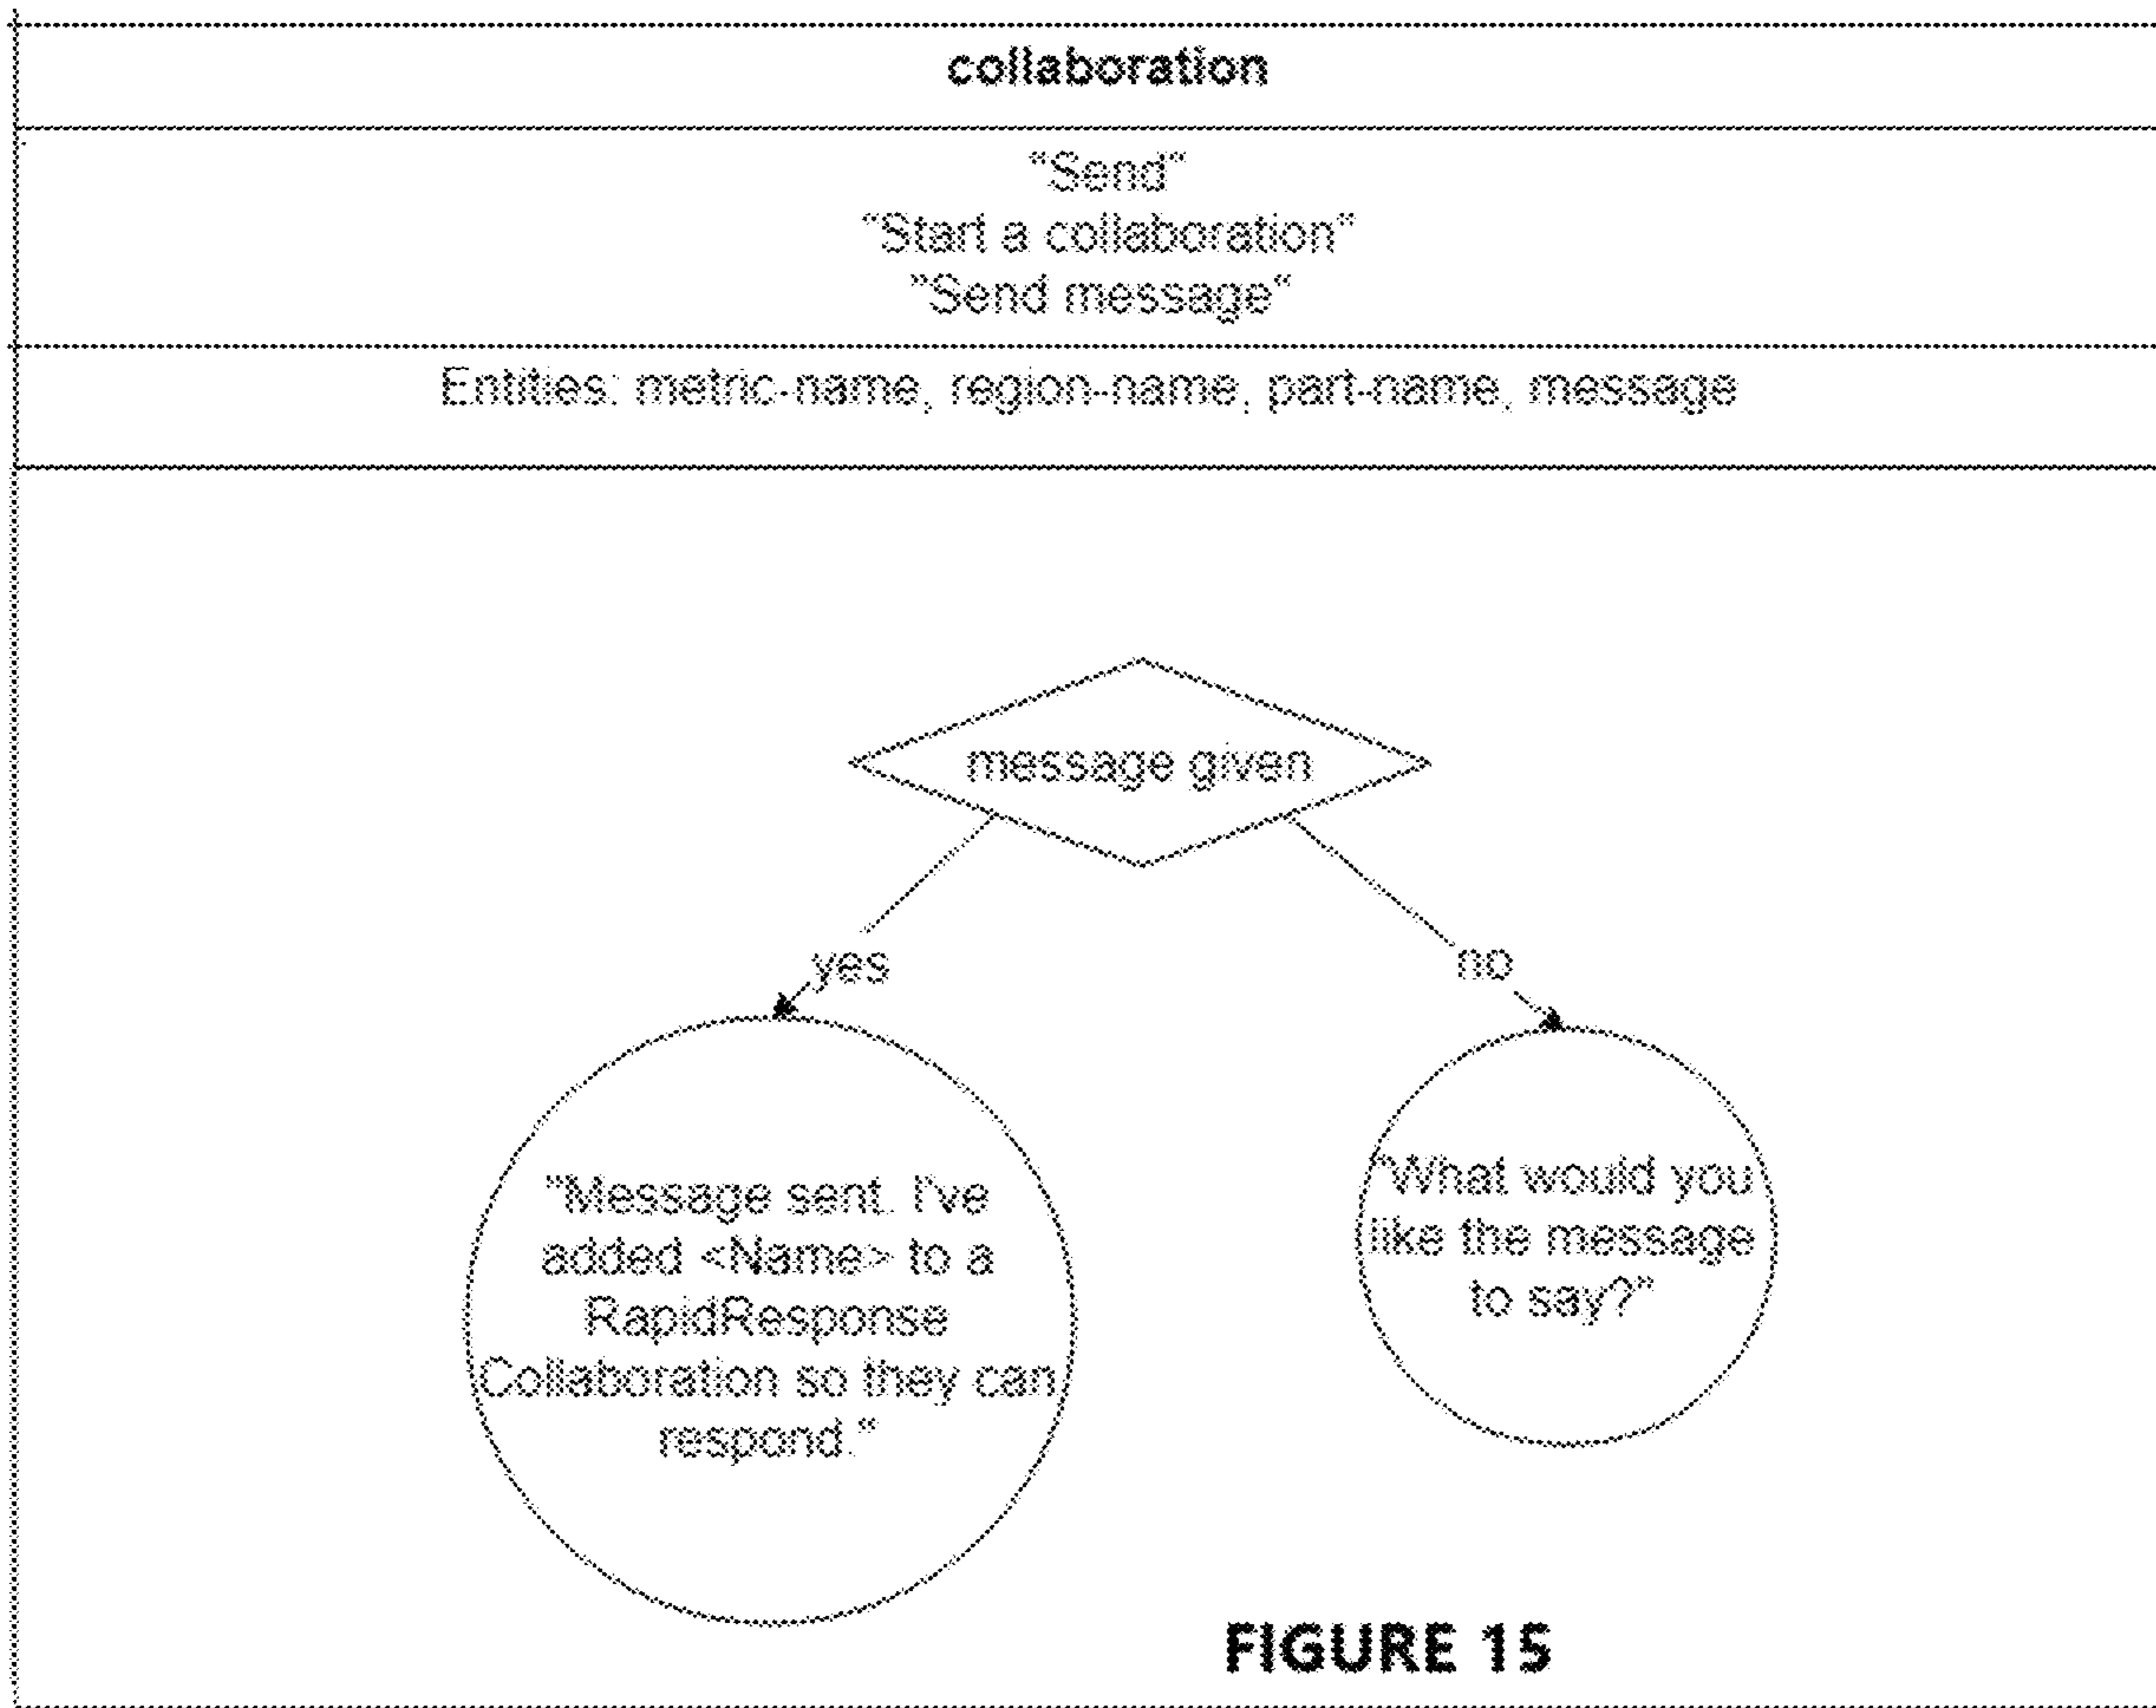 collaboration
"Send"
"Start a collaboration"
"Send message"
Entities: metric-name, region-name, part-name, message
message given
yes
no
"Message sent. I've
added <Name> to a
RapidResponse
Collaboration so they can
respond."
"What would you
like the message
to say?"
FIGURE 15